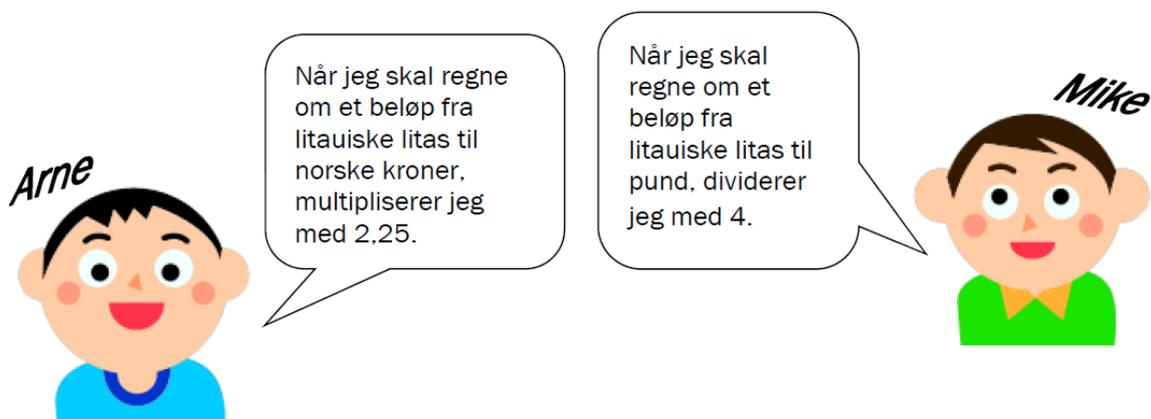 Arne
Når jeg skal regne
om et beløp fra
litauiske litas til
norske kroner,
multipliserer jeg
med 2,25.
Når jeg skal
regne om et
beløp fra
litauiske litas til
pund, dividerer
jeg med 4.
Mike